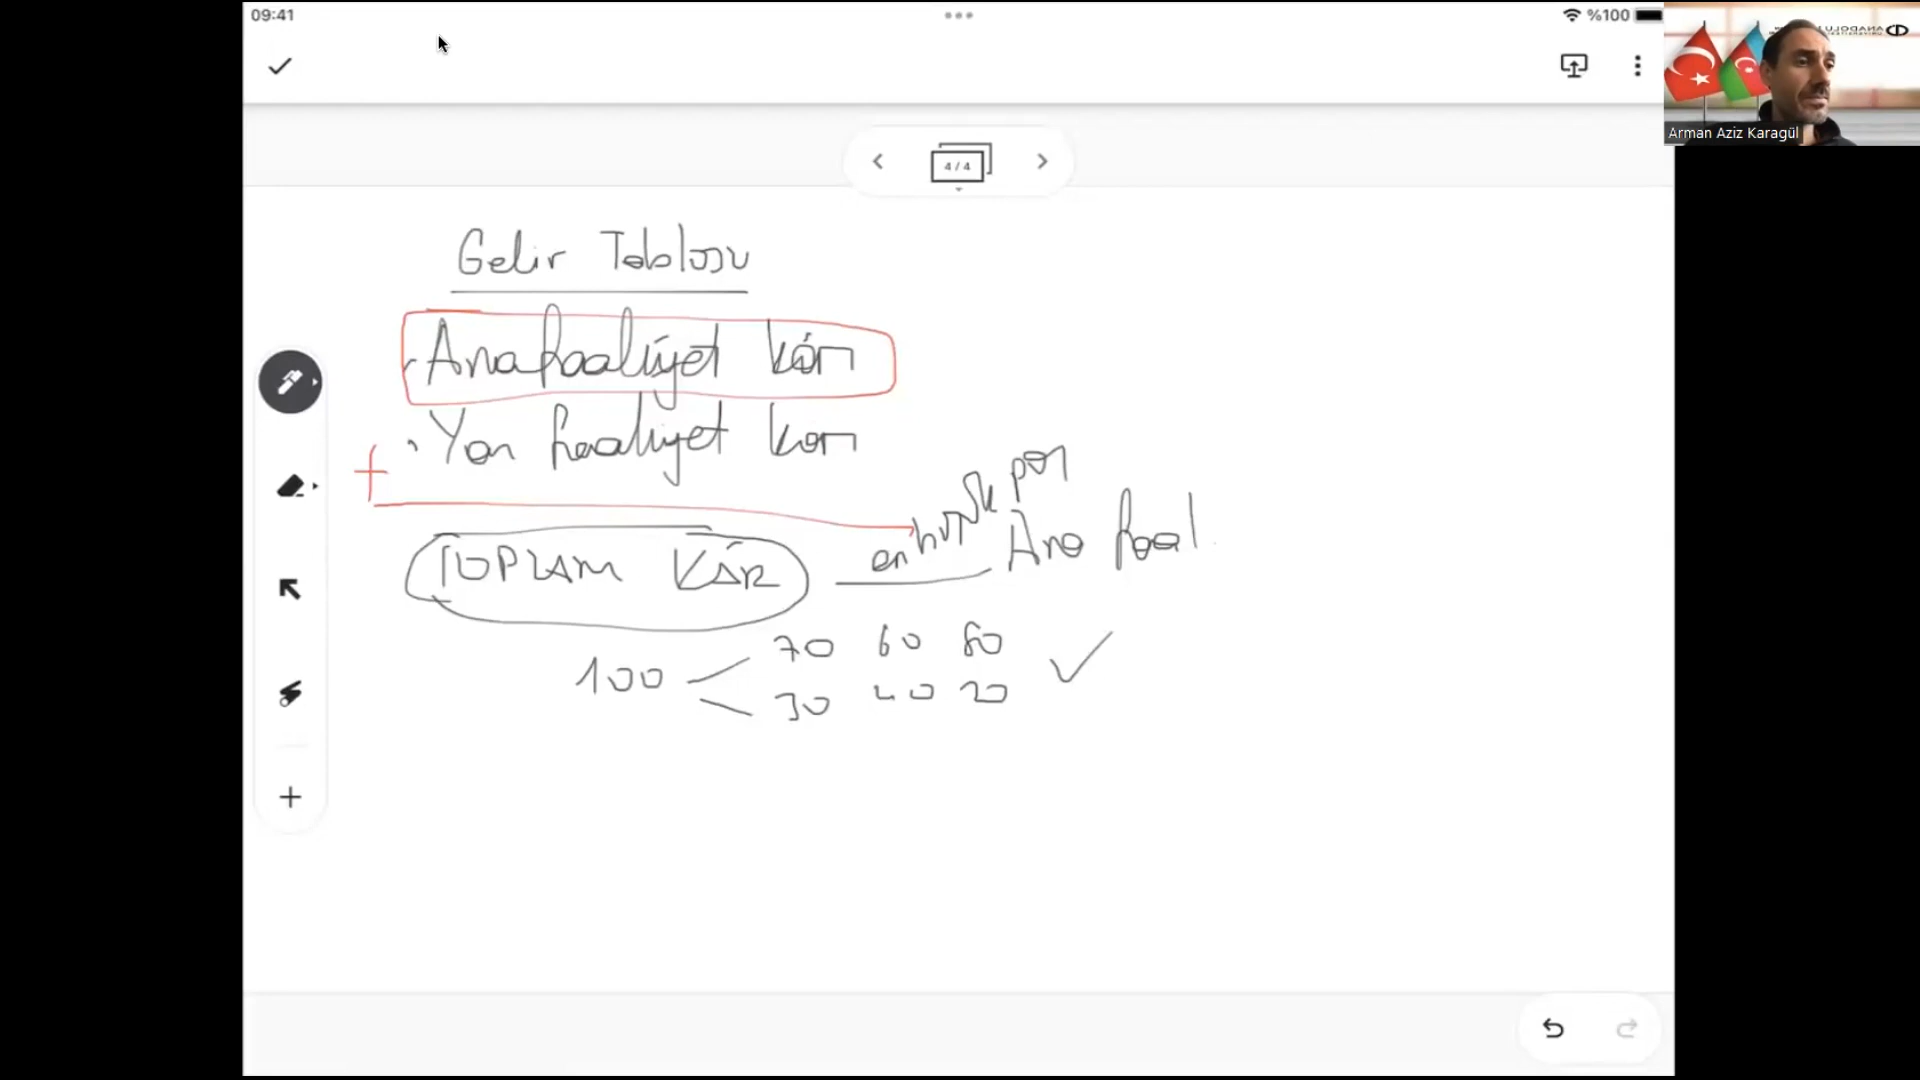 09:41
%100
Arman Aziz Karagül
4/4
Gelir Tablosu
Anafaaliyet kârı
Yan faaliyet karı
+
TOPLAM KÂR
en büyük pay
Ana faal.
100
70 60 80
30 40 20